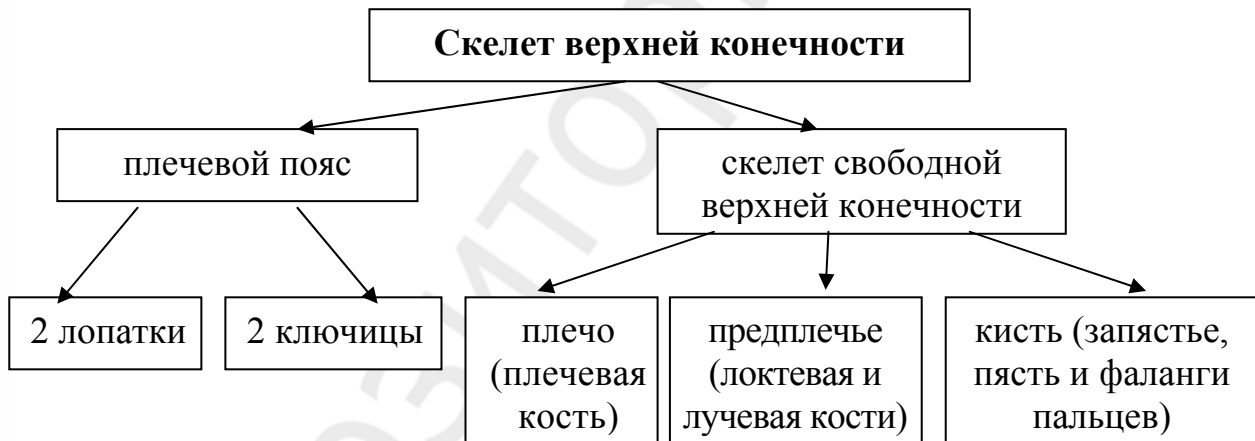 Скелет верхней конечности
плечевой пояс
скелет свободной
верхней конечности
2 лопатки
2 ключицы
плечо
(плечевая
кость)
предплечье
(локтевая и
лучевая кости)
кисть (запястье,
пясть и фаланги
пальцев)